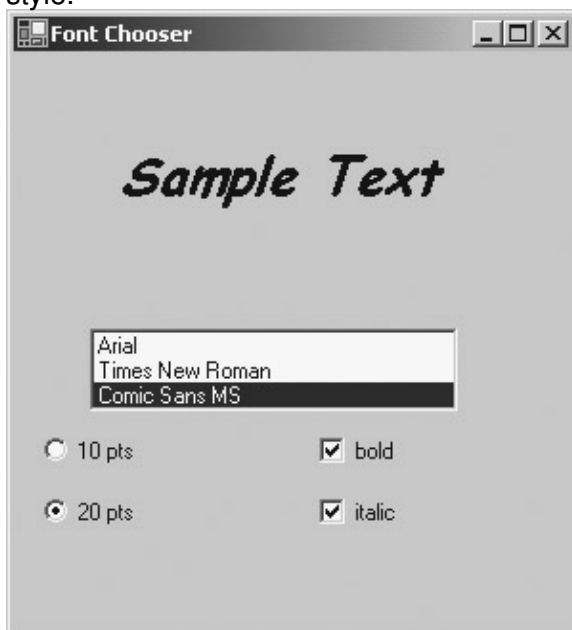 style.
Font Chooser
Sample Text
Arial
Times New Roman
Comic Sans MS
10 pts
bold
20 pts
italic